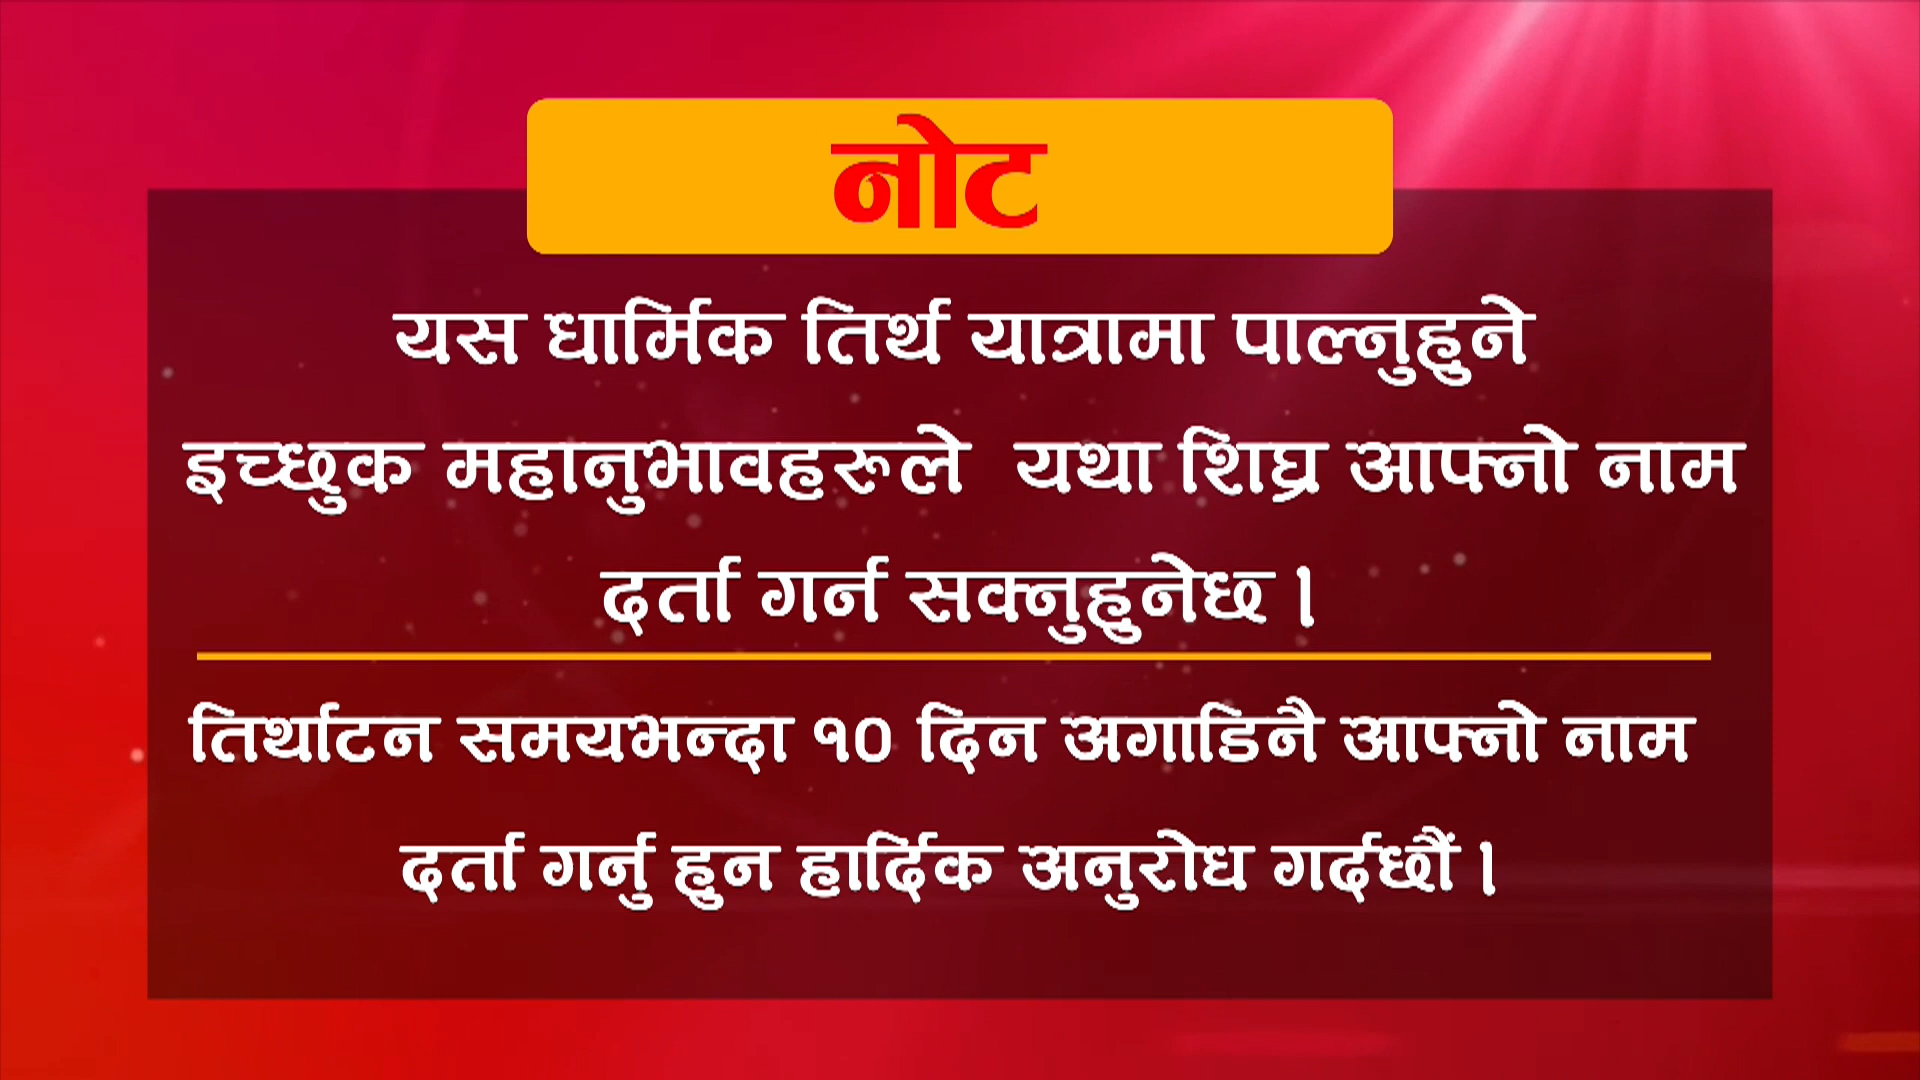 नोट
यस धार्मिक तिर्थ यात्रामा पाल्नुहुने
इच्छुक महानुभावहरूले यथा शिघ्र आफ्नो नाम
दर्ता गर्न सक्नुहुनेछ ।
तिर्थाटन समयभन्दा १० दिन अगाडिनै आफ्नो नाम
दर्ता गर्नु हुन हार्दिक अनुरोध गर्दछौं ।